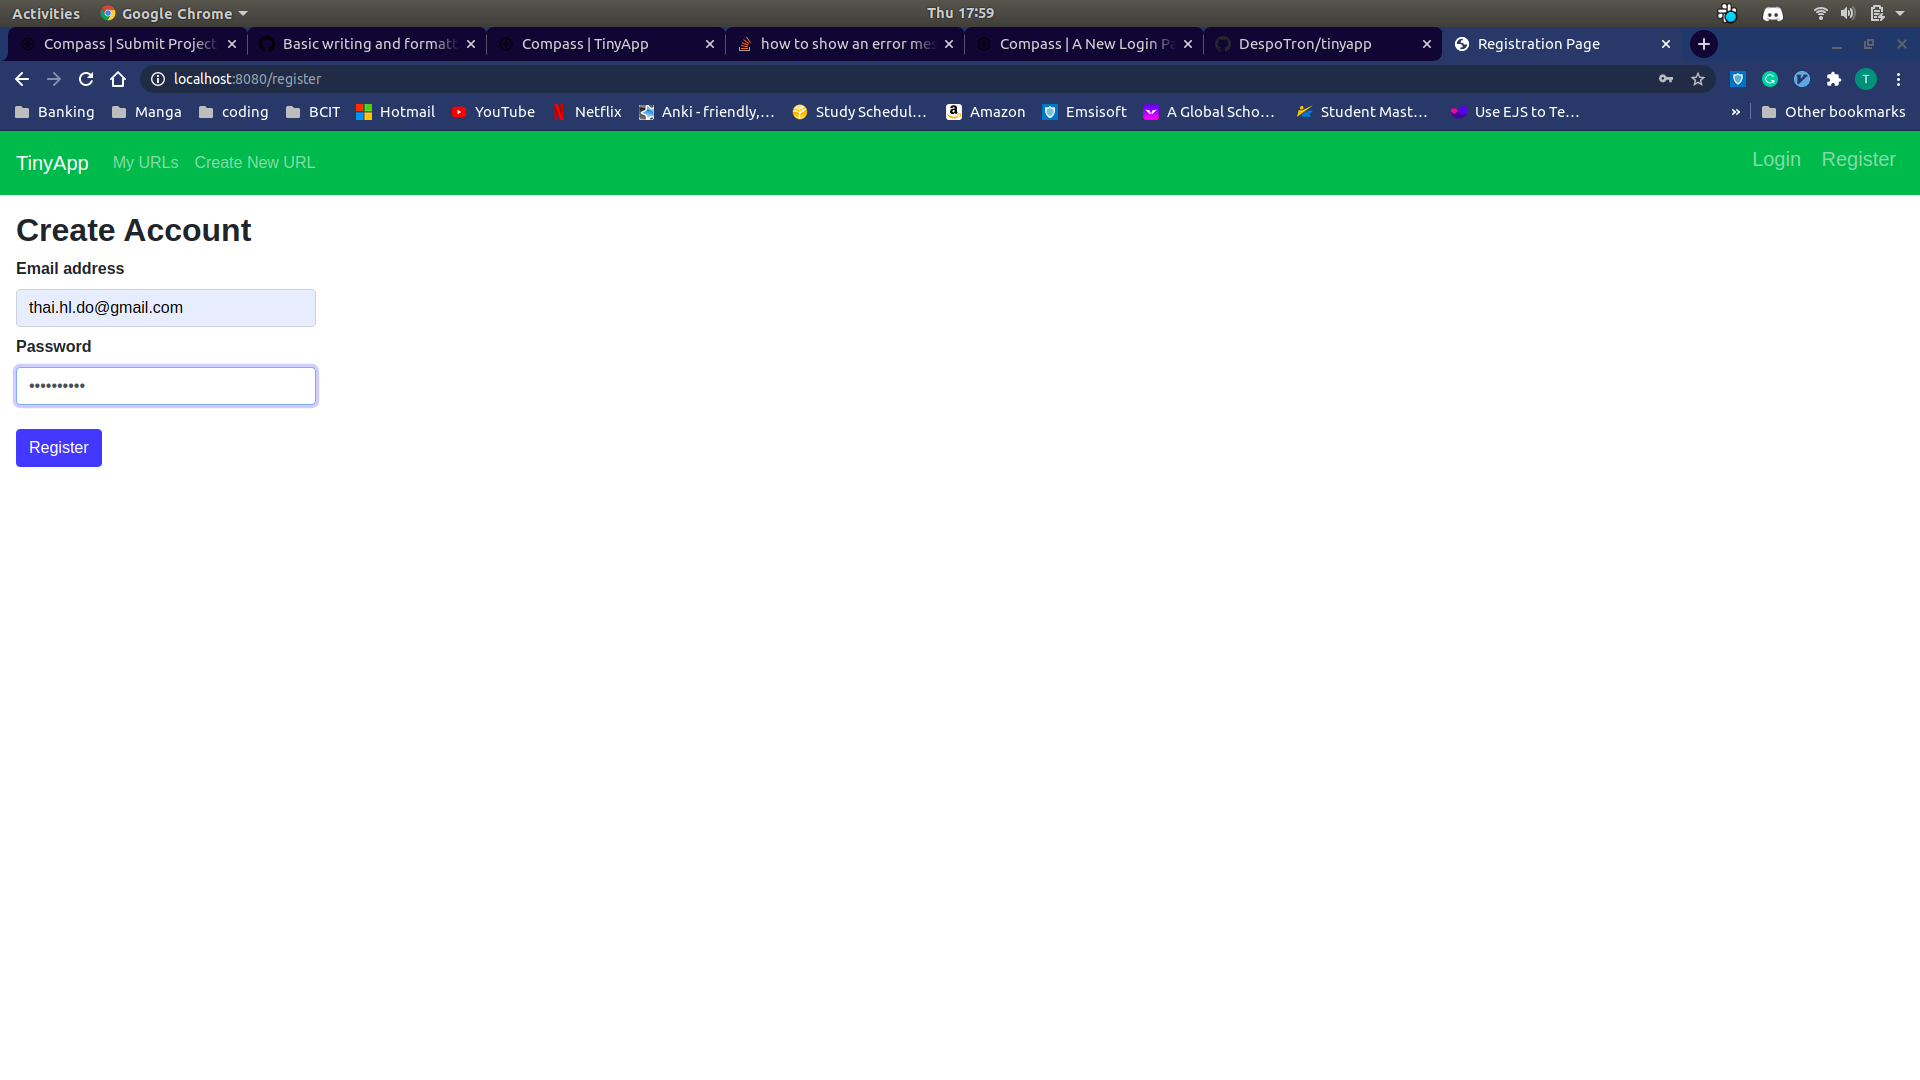 Activities Google Chrome Thu 17:59
Compass | Submit Project Basic writing and formatt Compass | TinyApp how to show an error mes Compass | A New Login Pa DespoTron/tinyapp Registration Page
localhost:8080/register T
Banking Manga coding BCIT Hotmail YouTube Netflix Anki - friendly,... Study Schedul... Amazon Emsisoft A Global Scho... Student Mast... Use EJS to Te... » Other bookmarks
TinyApp My URLs Create New URL Login Register
Create Account
Email address
thai.hl.do@gmail.com
Password
••••••••••
Register